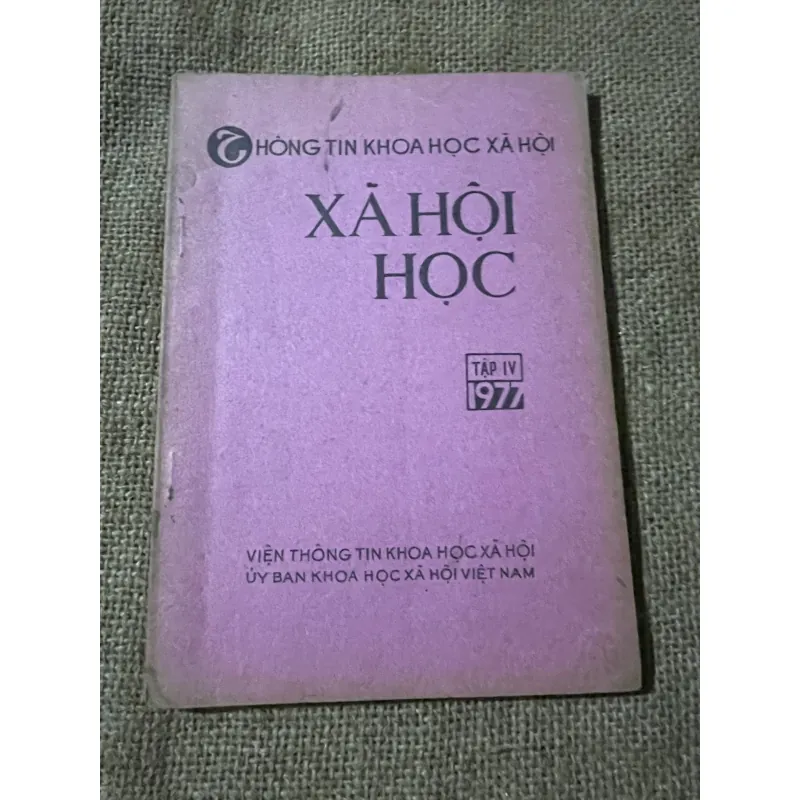 THÔNG TIN KHOA HỌC XÃ HỘI
XÃ HỘI
HỌC
TẬP IV
1977
VIỆN THÔNG TIN KHOA HỌC XÃ HỘI
ỦY BAN KHOA HỌC XÃ HỘI VIỆT NAM